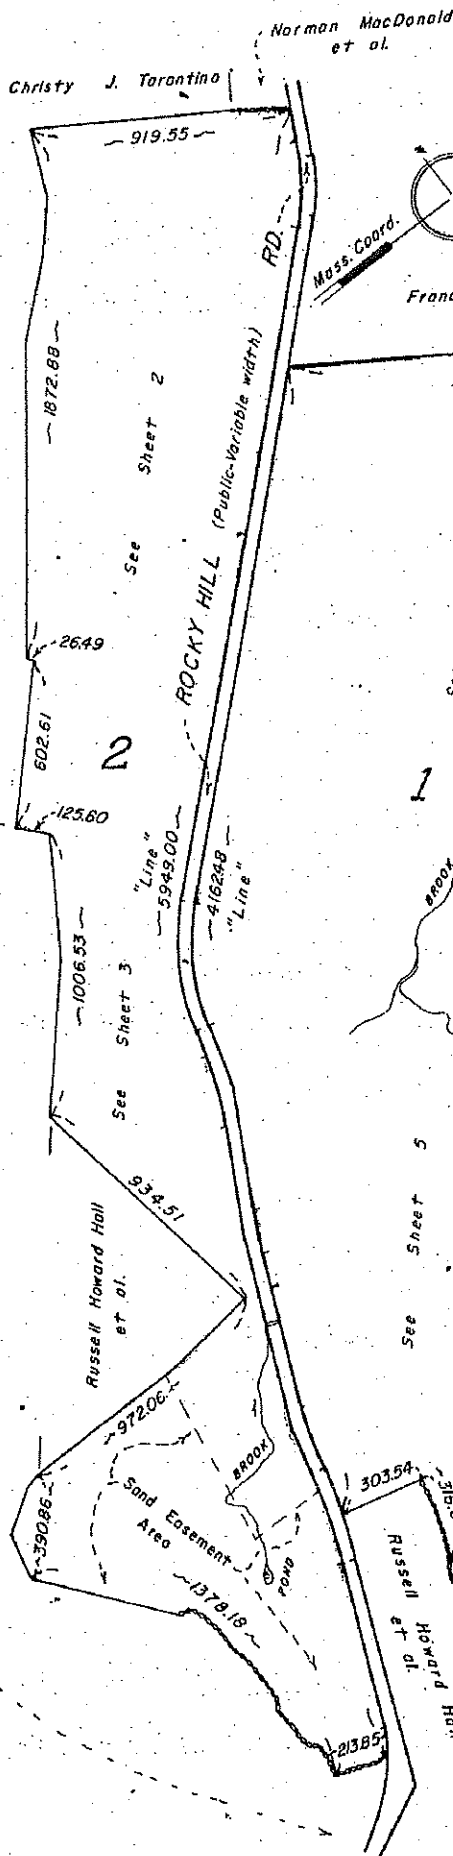 Norman MacDonald
et al.
Christy J. Tarantino
919.55
RD.
Mass. Coord.
1872.88
See Sheet 2
ROCKY HILL (Public-Variable width)
26.49
602.61
2
125.60
"Line"
5949.00
4162.48
"Line"
1
BROOK
1006.53
See Sheet 3
934.51
See Sheet 5
Russell Howard Hall
et al.
972.06
BROOK
303.54
390.86
Sand Easement
Area
POND
1378.18
Russell Howard
et al.
213.85